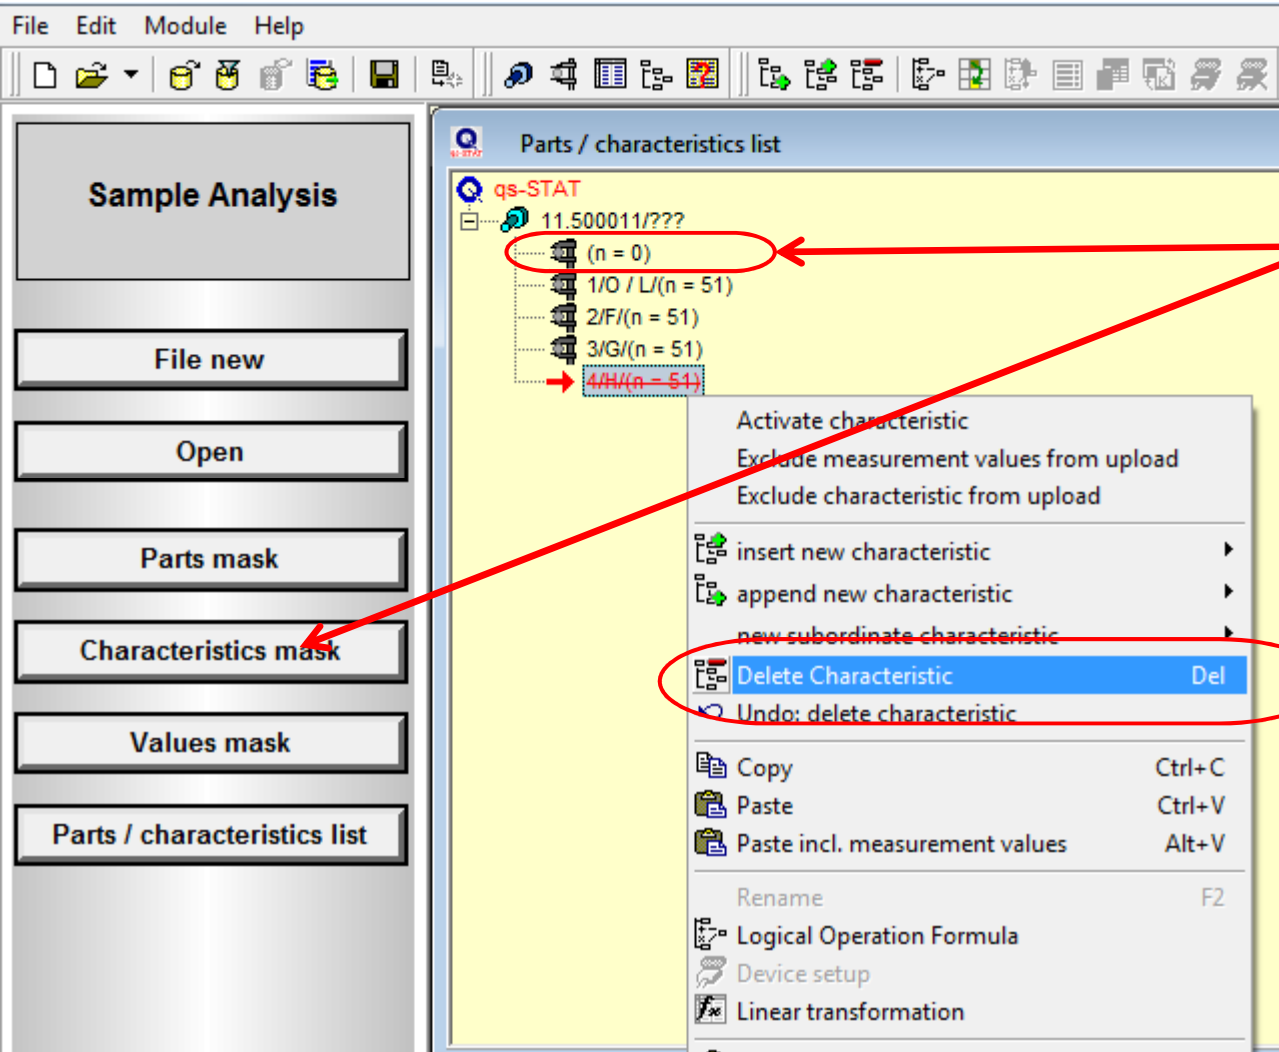 File Edit Module Help
Sample Analysis
File new
Open
Parts mask
Characteristics mask
Values mask
Parts / characteristics list
Parts / characteristics list
qs-STAT
11.500011/???
(n = 0)
1/O / L/(n = 51)
2/F/(n = 51)
3/G/(n = 51)
4/H/(n = 51)
Activate characteristic
Exclude measurement values from upload
Exclude characteristic from upload
insert new characteristic
append new characteristic
new subordinate characteristic
Delete Characteristic Del
Undo: delete characteristic
Copy Ctrl+C
Paste Ctrl+V
Paste incl. measurement values Alt+V
Rename F2
Logical Operation Formula
Device setup
Linear transformation